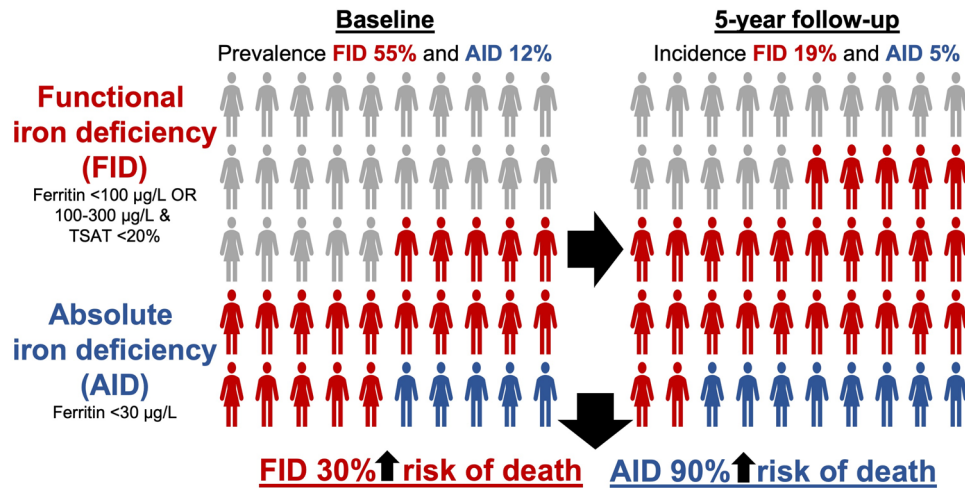 Baseline
5-year follow-up
Prevalence FID 55% and AID 12%
Incidence FID 19% and AID 5%
Functional
iron deficiency
(FID)
Ferritin <100 µg/L OR
100-300 µg/L &
TSAT <20%
Absolute
iron deficiency
(AID)
Ferritin <30 µg/L
FID 30% risk of death
AID 90% risk of death